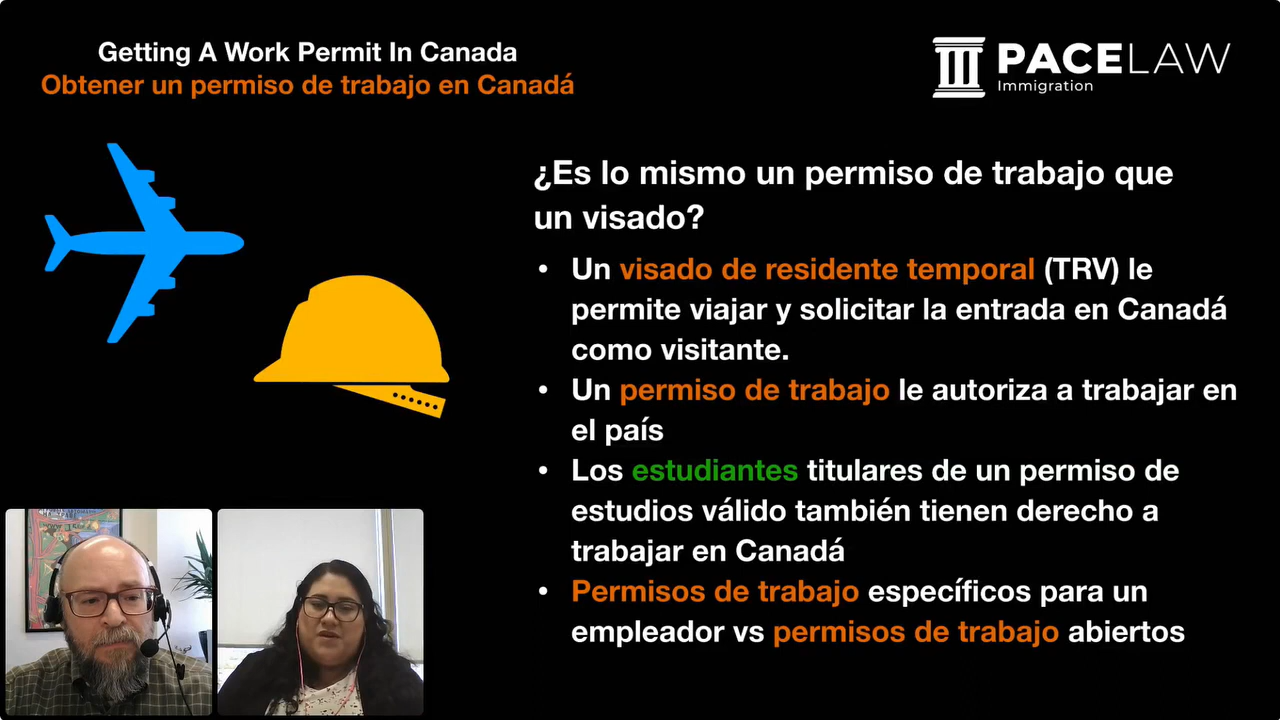 Getting A Work Permit In Canada
Obtener un permiso de trabajo en Canadá
PACELAW
Immigration
¿Es lo mismo un permiso de trabajo que
un visado?
• Un visado de residente temporal (TRV) le
permite viajar y solicitar la entrada en Canadá
como visitante.
• Un permiso de trabajo le autoriza a trabajar en
el país
• Los estudiantes titulares de un permiso de
estudios válido también tienen derecho a
trabajar en Canadá
• Permisos de trabajo específicos para un
empleador vs permisos de trabajo abiertos